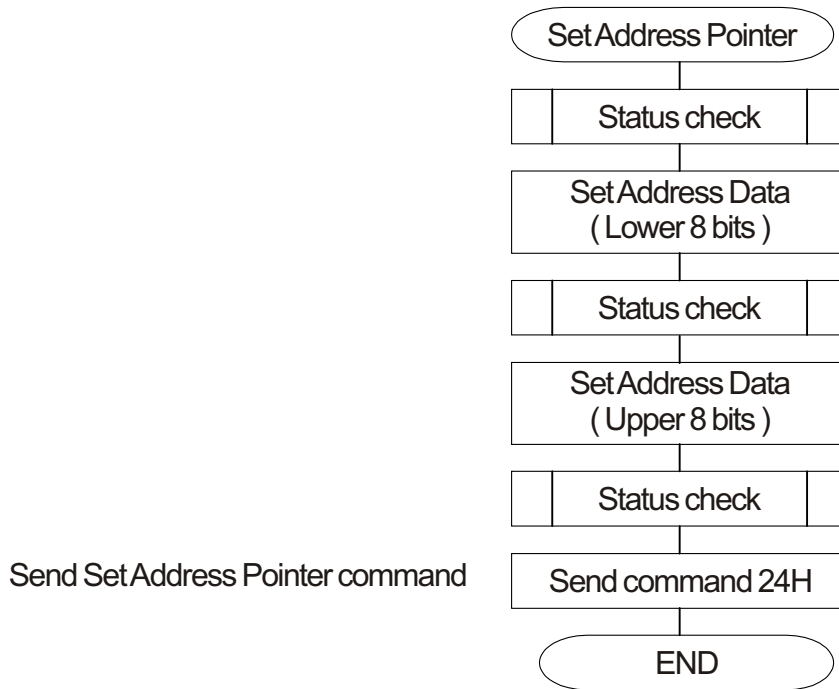 Set Address Pointer
Status check
Set Address Data
( Lower 8 bits )
Status check
Set Address Data
( Upper 8 bits )
Status check
Send Set Address Pointer command
Send command 24H
END